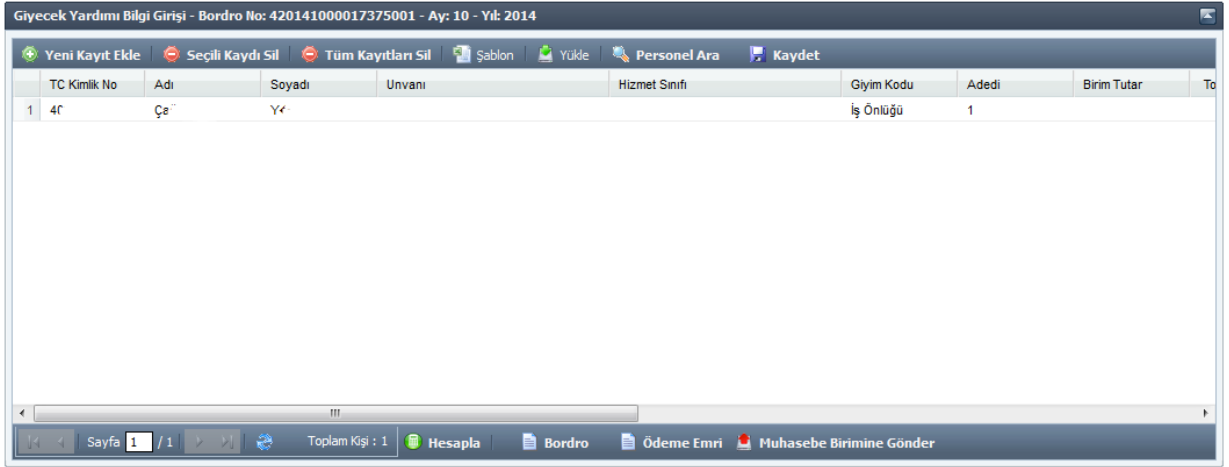 Giyecek Yardımı Bilgi Girişi - Bordro No: 420141000017375001 - Ay: 10 - Yıl: 2014
Yeni Kayıt Ekle Seçili Kaydı Sil Tüm Kayıtları Sil Şablon Yükle Personel Ara Kaydet
TC Kimlik No Adı Soyadı Unvanı Hizmet Sınıfı Giyim Kodu Adedi Birim Tutar To
1 İş Önlüğü 1
Sayfa 1 / 1 Toplam Kişi : 1 Hesapla Bordro Ödeme Emri Muhasebe Birimine Gönder